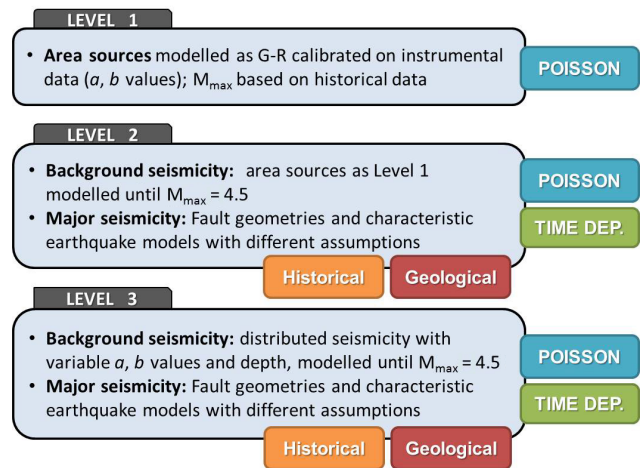 LEVEL 1
• Area sources modelled as G-R calibrated on instrumental
data (a, b values); Mmax based on historical data
POISSON
LEVEL 2
• Background seismicity: area sources as Level 1
modelled until Mmax = 4.5
• Major seismicity: Fault geometries and characteristic
earthquake models with different assumptions
POISSON
TIME DEP.
Historical
Geological
LEVEL 3
• Background seismicity: distributed seismicity with
variable a, b values and depth, modelled until Mmax = 4.5
• Major seismicity: Fault geometries and characteristic
earthquake models with different assumptions
POISSON
TIME DEP.
Historical
Geological